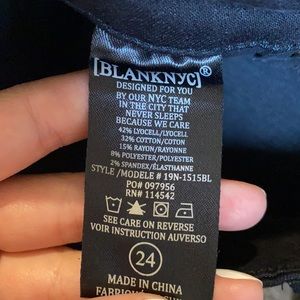 [BLANKNYC]®
DESIGNED FOR YOU
BY OUR NYC TEAM
IN THE CITY THAT
NEVER SLEEPS
BECAUSE WE CARE
42% LYOCELL/LYOCELL
32% COTTON/COTON
15% RAYON/RAYONNE
8% POLYESTER/POLYESTER
2% SPANDEX/ÉLASTHANNE
STYLE/MODELE # 19N-1515BL
PO# 097956
RN# 114542
SEE CARE ON REVERSE
VOIR INSTRUCTION AUVERSO
24
MADE IN CHINA